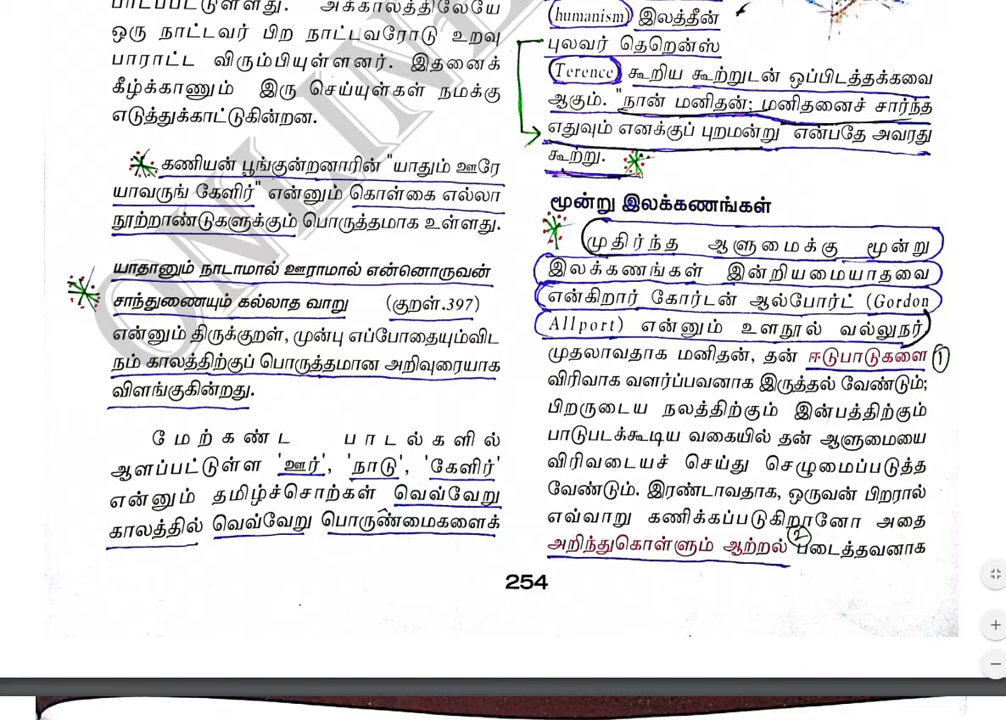 பாடப்பட்டுள்ளது. அக்காலத்திலேயே
ஒரு நாட்டவர் பிற நாட்டவரோடு உறவு
பாராட்ட விரும்பியுள்ளனர். இதனைக்
கீழ்க்காணும் இரு செய்யுள்கள் நமக்கு
எடுத்துக்காட்டுகின்றன.
கணியன் பூங்குன்றனாரின் "யாதும் ஊரே
யாவருங் கேளிர்" என்னும் கொள்கை எல்லா
நூற்றாண்டுகளுக்கும் பொருத்தமாக உள்ளது.
யாதானும் நாடாமால் ஊராமால் என்னொருவன்
சாந்துணையும் கல்லாத வாறு (குறள்.397)
என்னும் திருக்குறள், முன்பு எப்போதையும்விட
நம் காலத்திற்குப் பொருத்தமான அறிவுரையாக
விளங்குகின்றது.
மேற்கண்ட பாடல்களில்
ஆளப்பட்டுள்ள 'ஊர்', 'நாடு', 'கேளிர்'
என்னும் தமிழ்ச்சொற்கள் வெவ்வேறு
காலத்தில் வெவ்வேறு பொருண்மைகளைக்
humanism) இலத்தீன்
புலவர் தெறென்ஸ்
(Terence) கூறிய கூற்றுடன் ஒப்பிடத்தக்கவை
ஆகும். "நான் மனிதன்; மனிதனைச் சார்ந்த
எதுவும் எனக்குப் புறமன்று என்பதே அவரது
கூற்று.
மூன்று இலக்கணங்கள்
முதிர்ந்த ஆளுமைக்கு மூன்று
இலக்கணங்கள் இன்றியமையாதவை
என்கிறார் கோர்டன் ஆல்போர்ட் (Gordon
Allport) என்னும் உளநூல் வல்லுநர்
முதலாவதாக மனிதன், தன் ஈடுபாடுகளை 1
விரிவாக வளர்ப்பவனாக இருத்தல் வேண்டும்;
பிறருடைய நலத்திற்கும் இன்பத்திற்கும்
பாடுபடக்கூடிய வகையில் தன் ஆளுமையை
விரிவடையச் செய்து செழுமைப்படுத்த
வேண்டும். இரண்டாவதாக, ஒருவன் பிறரால்
எவ்வாறு கணிக்கப்படுகிறானோ அதை
அறிந்துகொள்ளும் ஆற்றல் 2 படைத்தவனாக
254